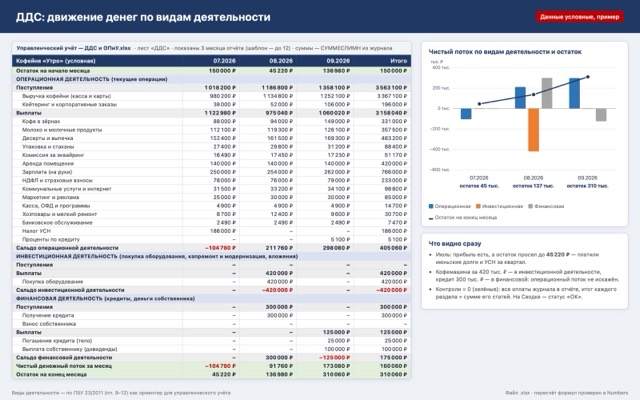 ДДС: движение денег по видам деятельности
Данные условные, пример
Управленческий учёт — ДДС и ОПиУ.xlsx · лист «ДДС» · показаны 3 месяца отчёта (шаблон — до 12) · суммы — СУММЕСЛИМН из журнала
Кофейня «Утро» (условная) 07.2026 08.2026 09.2026 Итого
Остаток на начало месяца 150 000 ₽ 45 220 ₽ 136 980 ₽ 150 000 ₽
ОПЕРАЦИОННАЯ ДЕЯТЕЛЬНОСТЬ (текущие операции)
Поступления 1 018 200 ₽ 1 186 800 ₽ 1 358 100 ₽ 3 563 100 ₽
Выручка кофейни (касса и карты) 980 200 ₽ 1 134 800 ₽ 1 252 100 ₽ 3 367 100 ₽
Кейтеринг и корпоративные заказы 38 000 ₽ 52 000 ₽ 106 000 ₽ 196 000 ₽
Выплаты 1 122 980 ₽ 975 040 ₽ 1 060 020 ₽ 3 158 040 ₽
Кофе в зёрнах 88 000 ₽ 94 000 ₽ 149 000 ₽ 331 000 ₽
Молоко и молочные продукты 112 100 ₽ 119 300 ₽ 126 100 ₽ 357 500 ₽
Десерты и выпечка 152 400 ₽ 161 500 ₽ 169 300 ₽ 483 200 ₽
Упаковка и стаканы 27 400 ₽ 29 800 ₽ 31 200 ₽ 88 400 ₽
Комиссия за эквайринг 16 490 ₽ 17 450 ₽ 17 230 ₽ 51 170 ₽
Аренда помещения 140 000 ₽ 140 000 ₽ 140 000 ₽ 420 000 ₽
Зарплата (на руки) 250 000 ₽ 254 000 ₽ 262 000 ₽ 766 000 ₽
НДФЛ и страховые взносы 78 000 ₽ 76 000 ₽ 79 000 ₽ 233 000 ₽
Коммунальные услуги и интернет 31 500 ₽ 33 200 ₽ 34 100 ₽ 98 800 ₽
Маркетинг и реклама 25 000 ₽ 30 000 ₽ 30 000 ₽ 85 000 ₽
Касса, ОФД и программы 4 900 ₽ 4 900 ₽ 4 900 ₽ 14 700 ₽
Хозтовары и мелкий ремонт 8 700 ₽ 12 400 ₽ 9 600 ₽ 30 700 ₽
Банковское обслуживание 2 490 ₽ 2 490 ₽ 2 490 ₽ 7 470 ₽
Налог УСН 186 000 ₽ – – 186 000 ₽
Проценты по кредиту – – 5 100 ₽ 5 100 ₽
Сальдо операционной деятельности −104 780 ₽ 211 760 ₽ 298 080 ₽ 405 060 ₽
ИНВЕСТИЦИОННАЯ ДЕЯТЕЛЬНОСТЬ (покупка оборудования, капремонт и модернизация, вложения)
Поступления – – – –
Выплаты – 420 000 ₽ – 420 000 ₽
Покупка оборудования – 420 000 ₽ – 420 000 ₽
Сальдо инвестиционной деятельности – −420 000 ₽ – −420 000 ₽
ФИНАНСОВАЯ ДЕЯТЕЛЬНОСТЬ (кредиты, деньги собственника)
Поступления – 300 000 ₽ – 300 000 ₽
Получение кредита – 300 000 ₽ – 300 000 ₽
Взнос собственника – – – –
Выплаты – – 125 000 ₽ 125 000 ₽
Погашение кредита (тело) – – 25 000 ₽ 25 000 ₽
Выплата собственнику (дивиденды) – – 100 000 ₽ 100 000 ₽
Сальдо финансовой деятельности – 300 000 ₽ −125 000 ₽ 175 000 ₽
Чистый денежный поток за месяц −104 780 ₽ 91 760 ₽ 173 080 ₽ 160 060 ₽
Остаток на конец месяца 45 220 ₽ 136 980 ₽ 310 060 ₽ 310 060 ₽
Чистый поток по видам деятельности и остаток
тыс. ₽
400 тыс.
400 тыс.
200 тыс.
0 тыс.
−200 тыс.
−400 тыс.
−600 тыс.
07.2026 08.2026 09.2026
остаток 45 тыс. остаток 137 тыс. остаток 310 тыс.
Операционная Инвестиционная Финансовая
Остаток на конец месяца
Что видно сразу
• Июль: прибыль есть, а остаток просел до 45 220 ₽ — платили июньские долги и УСН за квартал.
• Кофемашина за 420 тыс. ₽ — в инвестиционной деятельности, кредит 300 тыс. ₽ — в финансовой: операционный поток не искажён.
• Контроли = 0 (зелёные): все оплаты журнала в отчёте, итог каждого раздела = сумме его статей. На Сводке — статус «ОК».
Виды деятельности — по ПБУ 23/2011 (пп. 9–12) как ориентир для управленческого учёта
Файл .xlsx · пересчёт формул проверен в Numbers